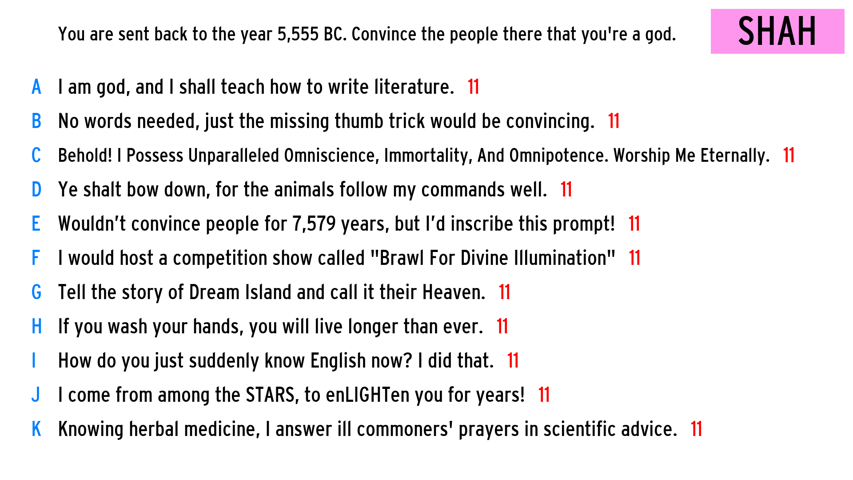 You are sent back to the year 5,555 BC. Convince the people there that you're a god.
SHAH
A I am god, and I shall teach how to write literature. 11
B No words needed, just the missing thumb trick would be convincing. 11
C Behold! I Possess Unparalleled Omniscience, Immortality, And Omnipotence. Worship Me Eternally. 11
D Ye shalt bow down, for the animals follow my commands well. 11
E Wouldn’t convince people for 7,579 years, but I’d inscribe this prompt! 11
F I would host a competition show called "Brawl For Divine Illumination" 11
G Tell the story of Dream Island and call it their Heaven. 11
H If you wash your hands, you will live longer than ever. 11
I How do you just suddenly know English now? I did that. 11
J I come from among the STARS, to enLIGHTen you for years! 11
K Knowing herbal medicine, I answer ill commoners' prayers in scientific advice. 11